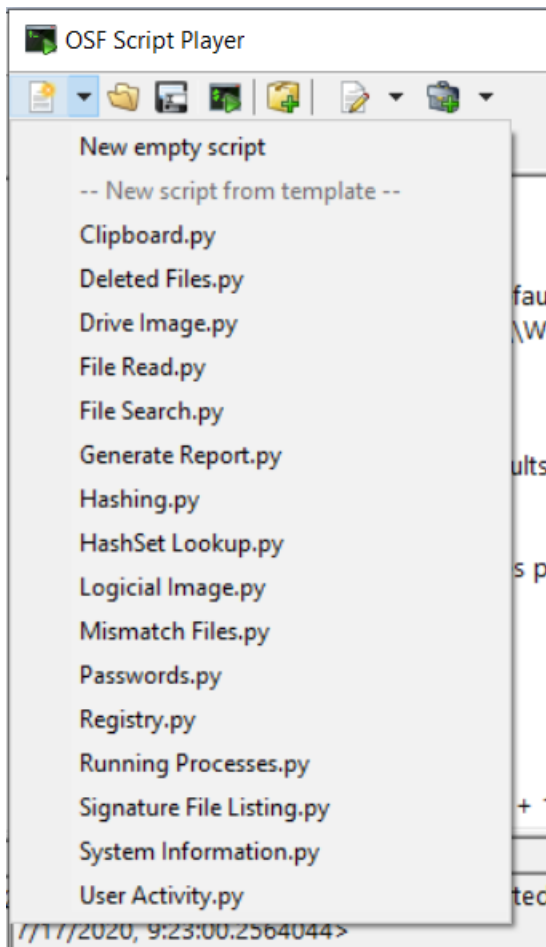 OSF Script Player
New empty script
-- New script from template --
Clipboard.py
Deleted Files.py
Drive Image.py
File Read.py
File Search.py
Generate Report.py
Hashing.py
HashSet Lookup.py
Logicial Image.py
Mismatch Files.py
Passwords.py
Registry.py
Running Processes.py
Signature File Listing.py
System Information.py
User Activity.py
fau
\W
ults
s p
+
ted
7/17/2020, 9:23:00.2564044>